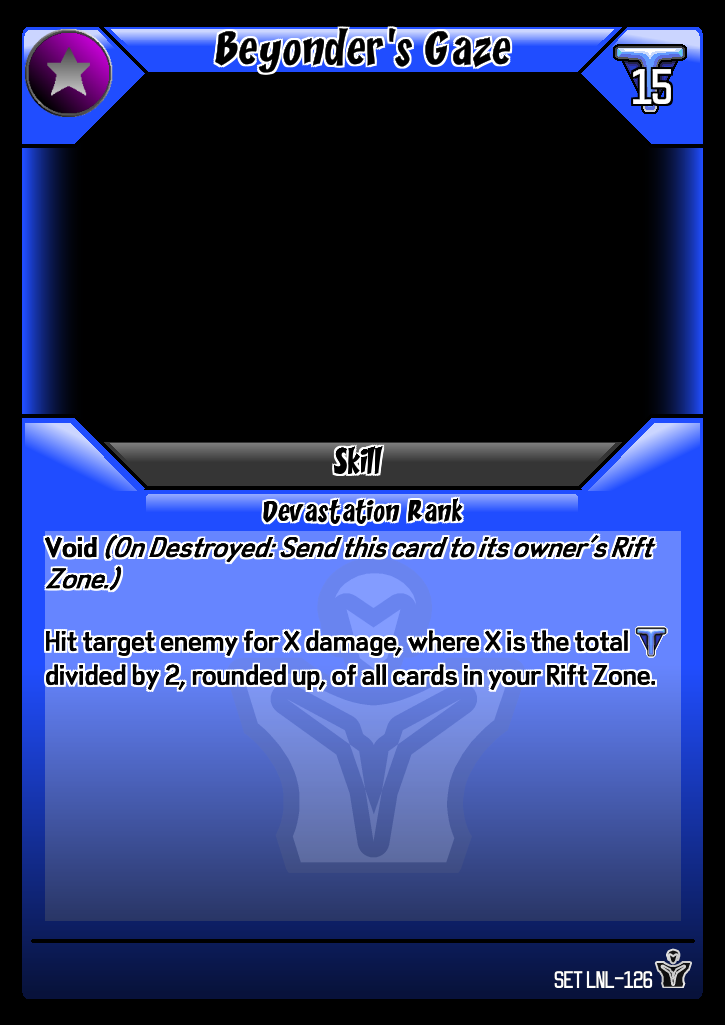 Beyonder's Gaze
15
Skill
Devastation Rank
Void (On Destroyed: Send this card to its owner's Rift
Zone.)
Hit target enemy for X damage, where X is the total
divided by 2, rounded up, of all cards in your Rift Zone.
SET LNL-126